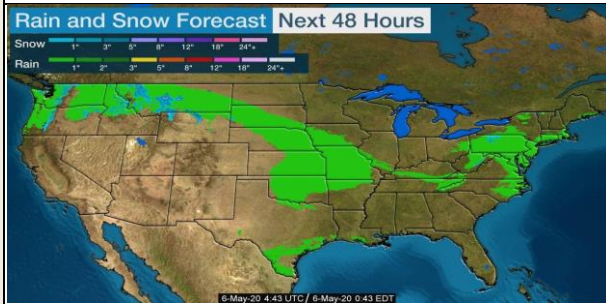 Rain and Snow Forecast Next 48 Hours
Snow
1" 3" 5" 8" 12" 18" 24"+
Rain
1" 2" 3" 5" 8" 12" 18" 24"+
6-May-20 4:43 UTC/ 6-May-20 0:43 EDT